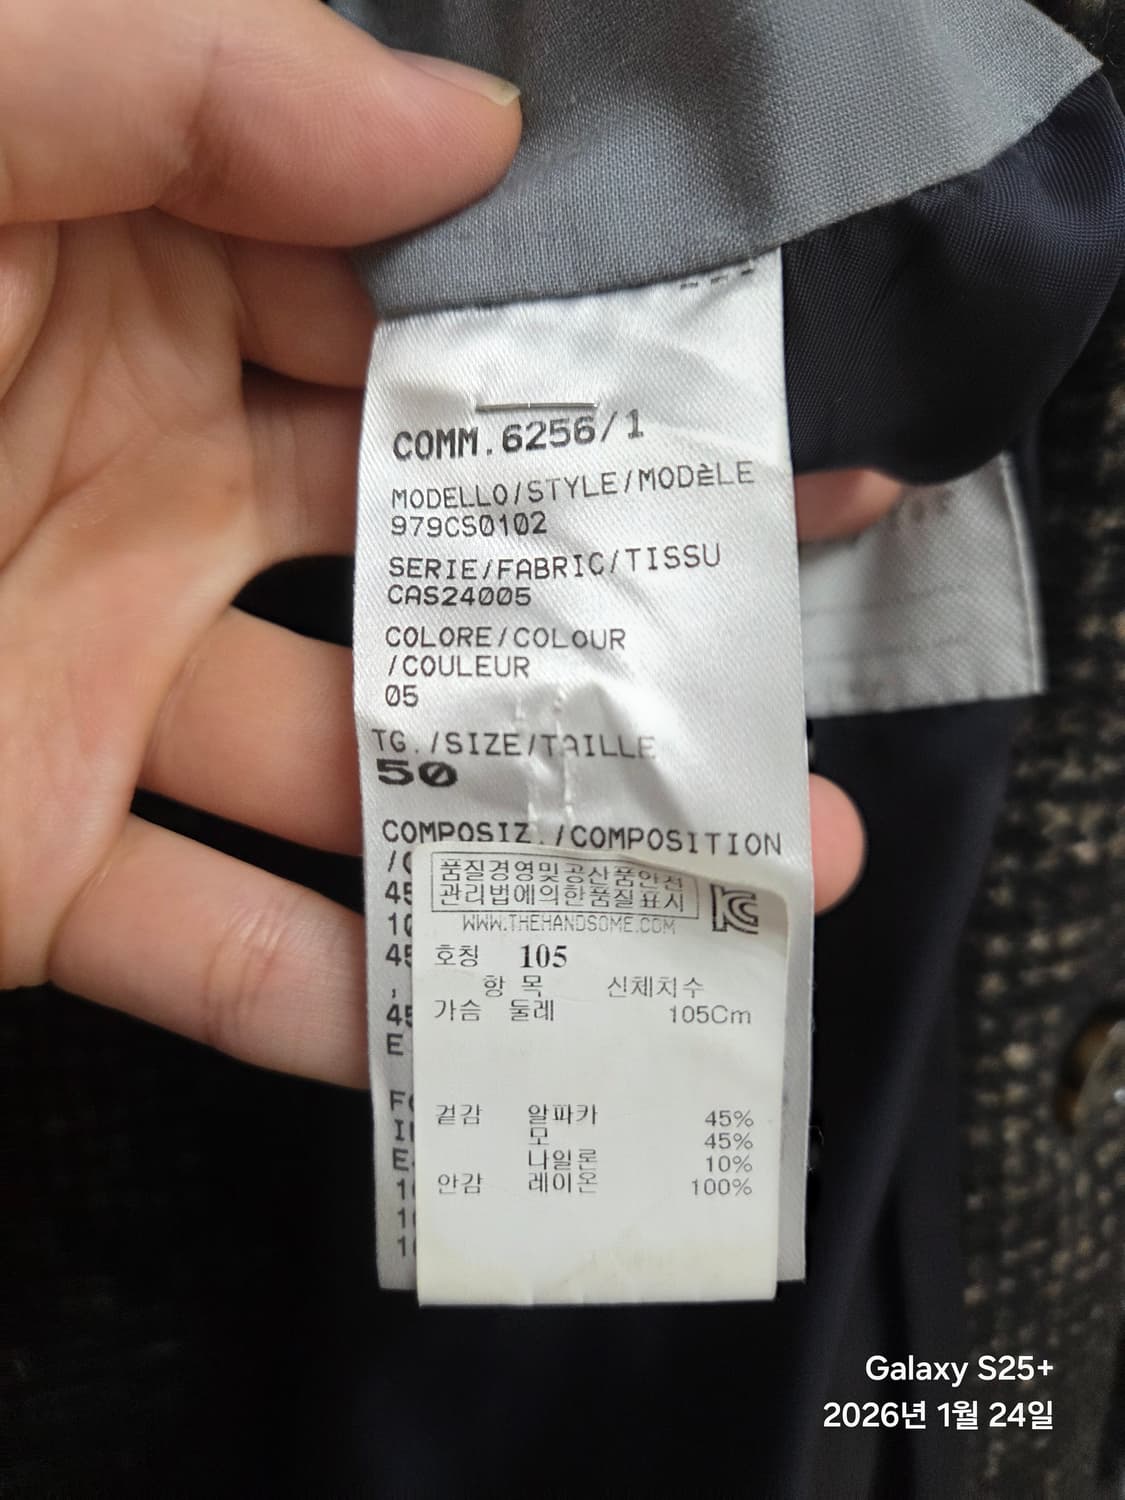 COMM.6256/1
MODELLO/STYLE/MODèLE
979CS0102
SERIE/FABRIC/TISSU
CAS24005
COLORE/COLOUR
/COULEUR
05
TG./SIZE/TAILLE
50
COMPOSIZ./COMPOSITION
품질경영및공산품안전
관리법에의한품질표시
WWW.THEHANDSOME.COM
호칭 105
항 목 신체치수
가슴 둘레 105Cm
겉감 알파카 45%
모 45%
나일론 10%
안감 레이온 100%
Galaxy S25+
2026년 1월 24일